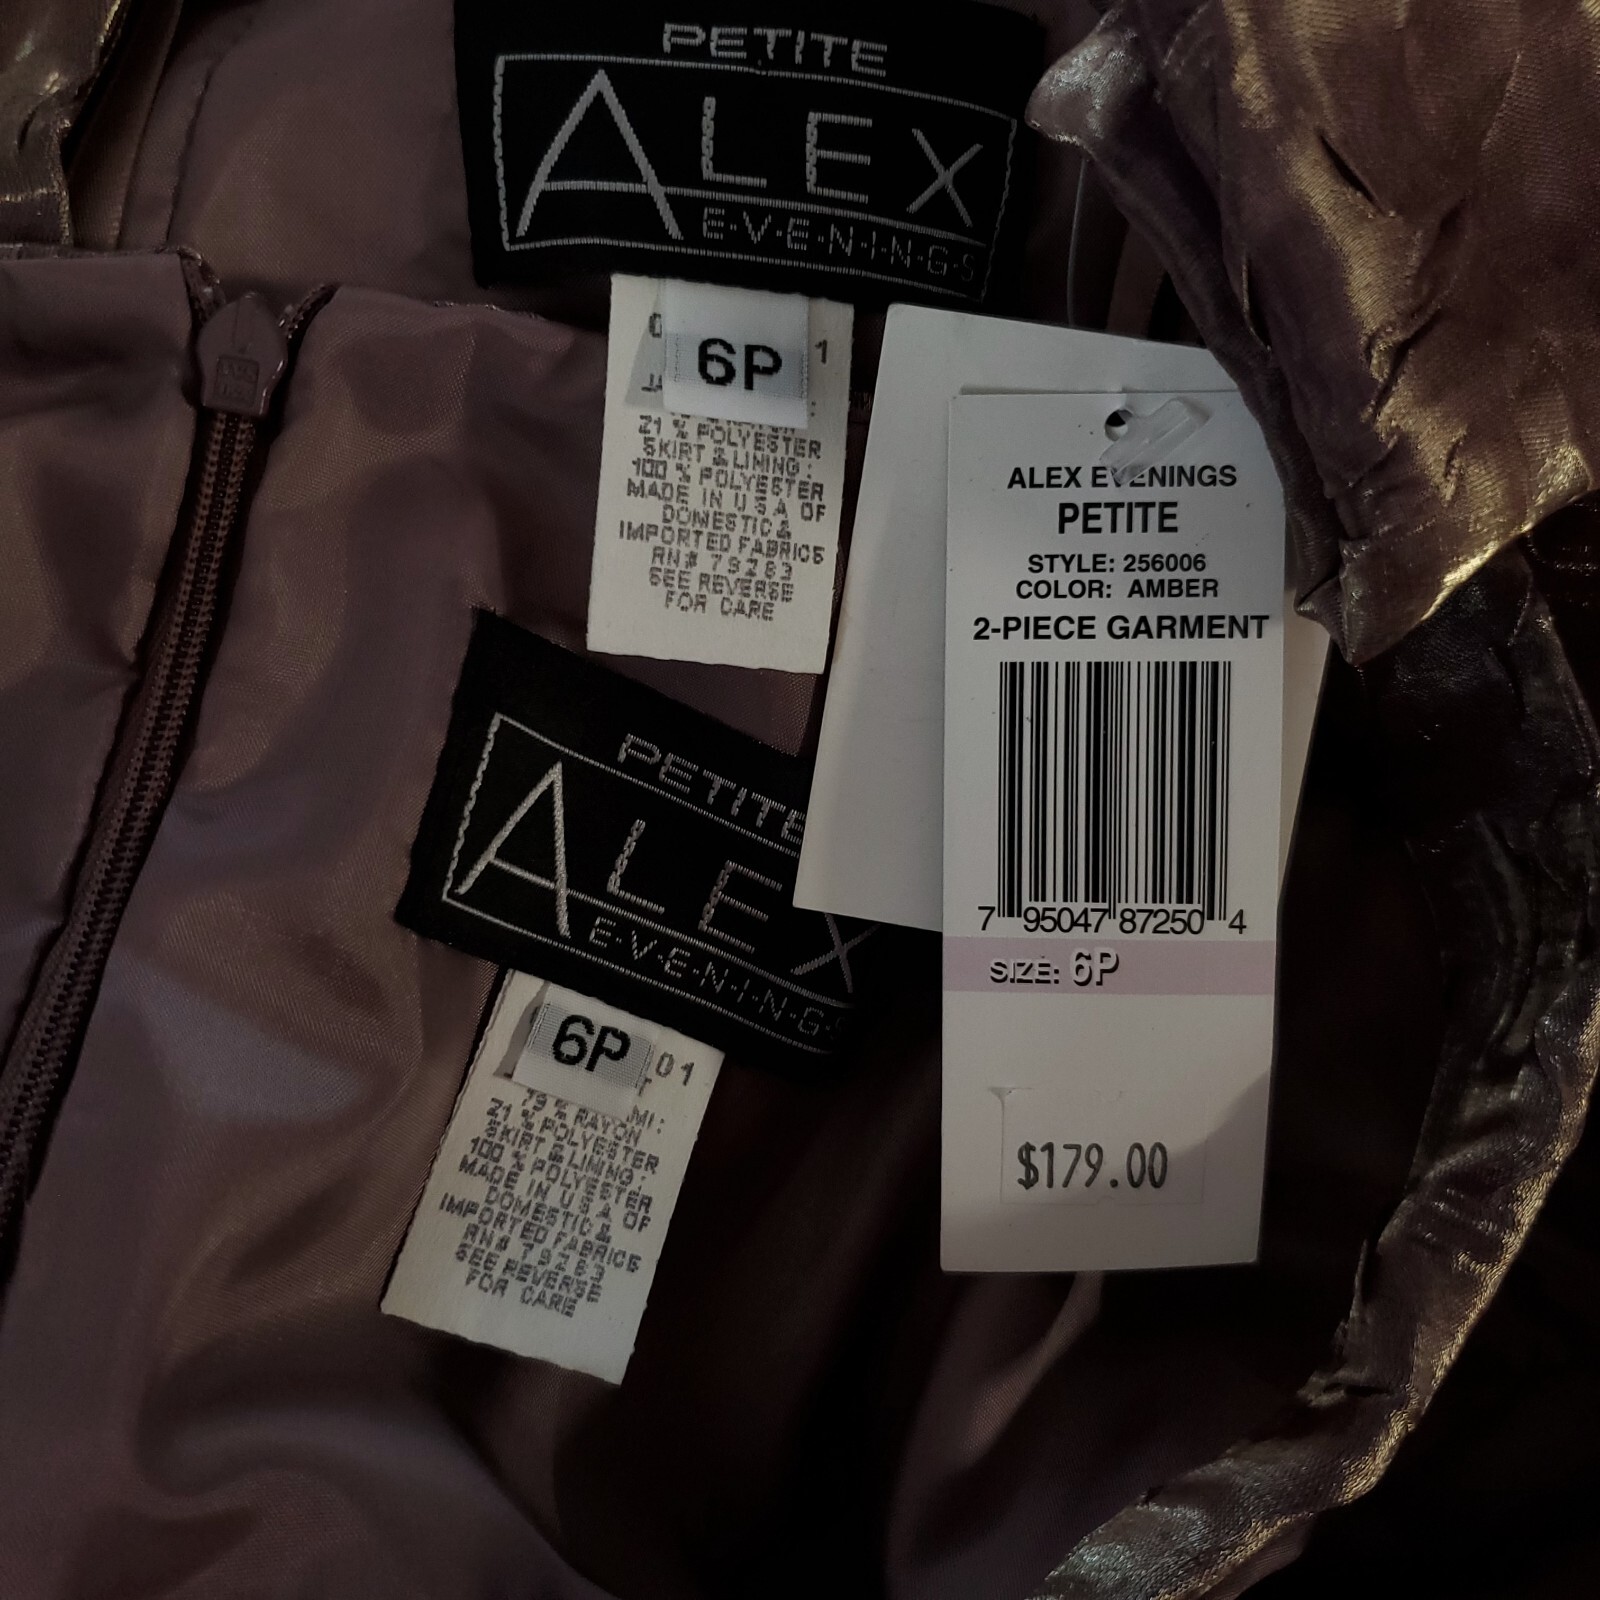 PETITE
ALEX
E·V·E·N·I·N·G·S
6P
1
21 % POLYESTER
SKIRT & LINING:
100 % POLYESTER
MADE IN U S A OF
DOMESTIC &
IMPORTED FABRICS
RN# 79283
SEE REVERSE
FOR CARE
PETITE
ALEX
E·V·E·N·I·N·G·S
6P
01
79 % RAYON
21 % POLYESTER
SKIRT & LINING:
100 % POLYESTER
MADE IN U S A OF
DOMESTIC &
IMPORTED FABRICS
RN# 79283
SEE REVERSE
FOR CARE
ALEX EVENINGS
PETITE
STYLE: 256006
COLOR: AMBER
2-PIECE GARMENT
7 95047 87250 4
SIZE: 6P
$179.00